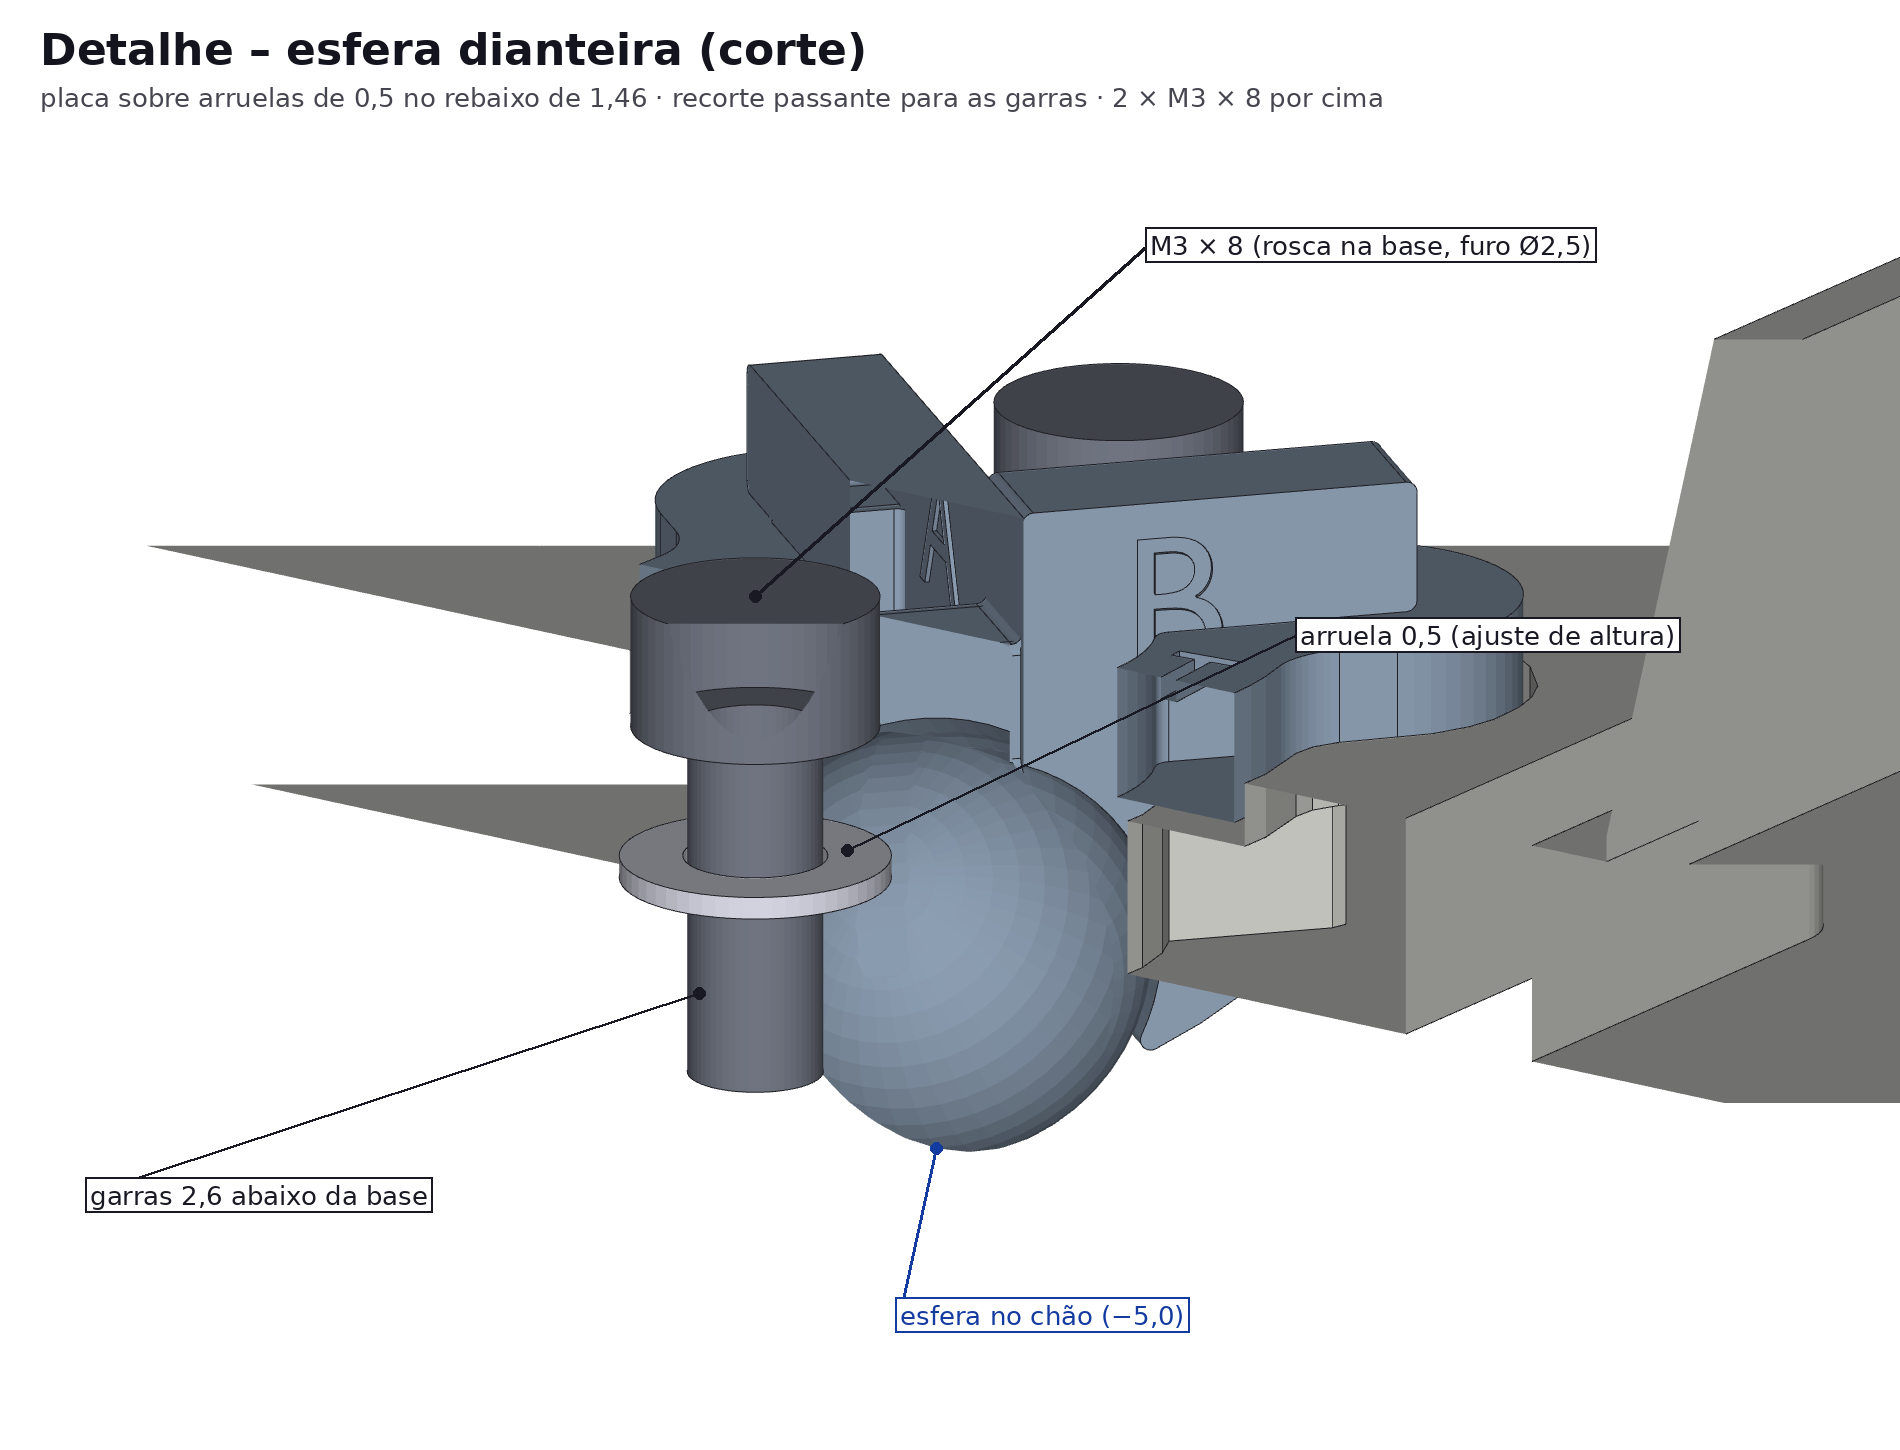 Detalhe – esfera dianteira (corte)
placa sobre arruelas de 0,5 no rebaixo de 1,46 · recorte passante para as garras · 2 × M3 × 8 por cima
M3 × 8 (rosca na base, furo Ø2,5)
A
B
arruela 0,5 (ajuste de altura)
garras 2,6 abaixo da base
esfera no chão (−5,0)